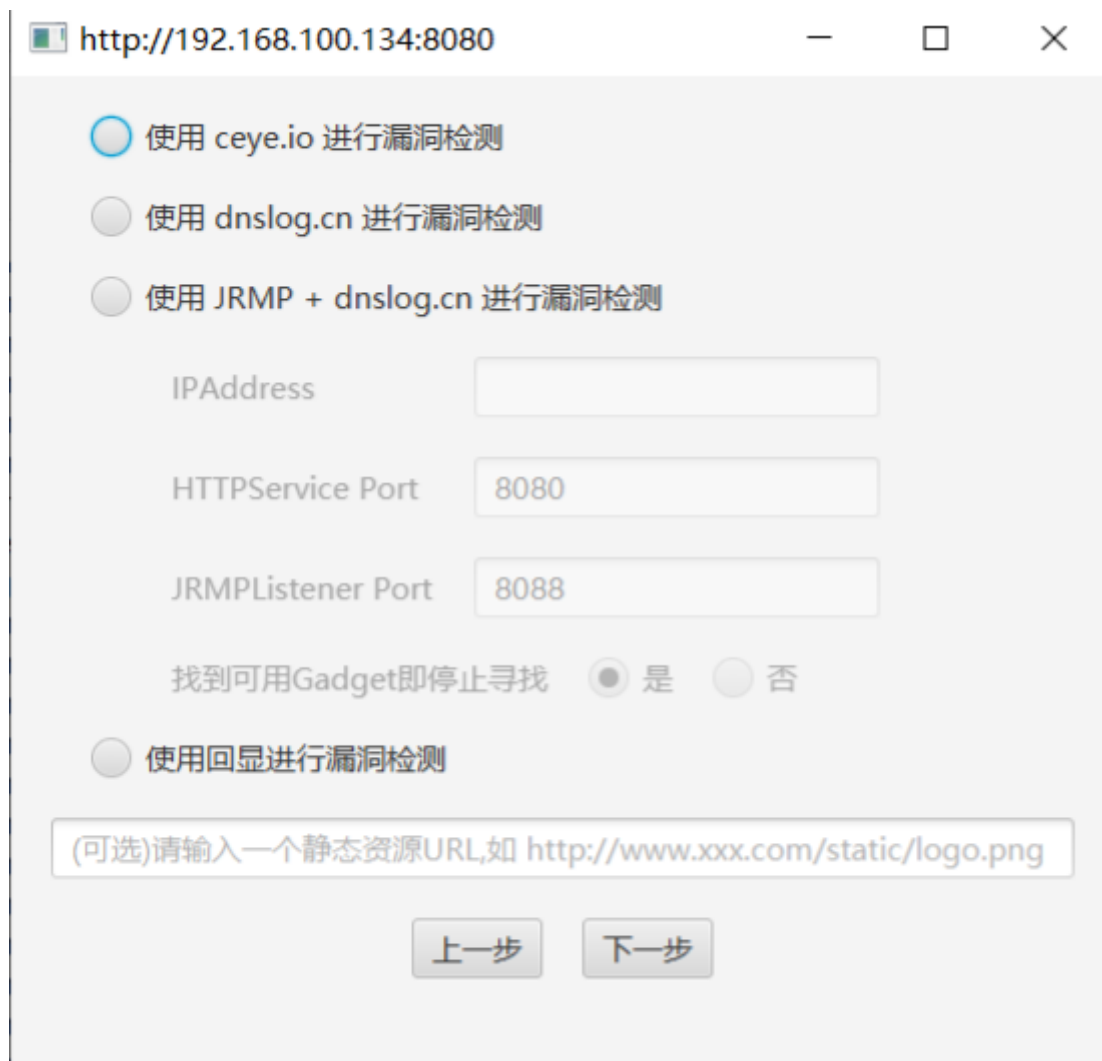 http://192.168.100.134:8080
使用 ceye.io 进行漏洞检测
使用 dnslog.cn 进行漏洞检测
使用 JRMP + dnslog.cn 进行漏洞检测
IPAddress
HTTPService Port 8080
JRMPListener Port 8088
找到可用Gadget即停止寻找 是 否
使用回显进行漏洞检测
(可选)请输入一个静态资源URL,如 http://www.xxx.com/static/logo.png
上一步 下一步